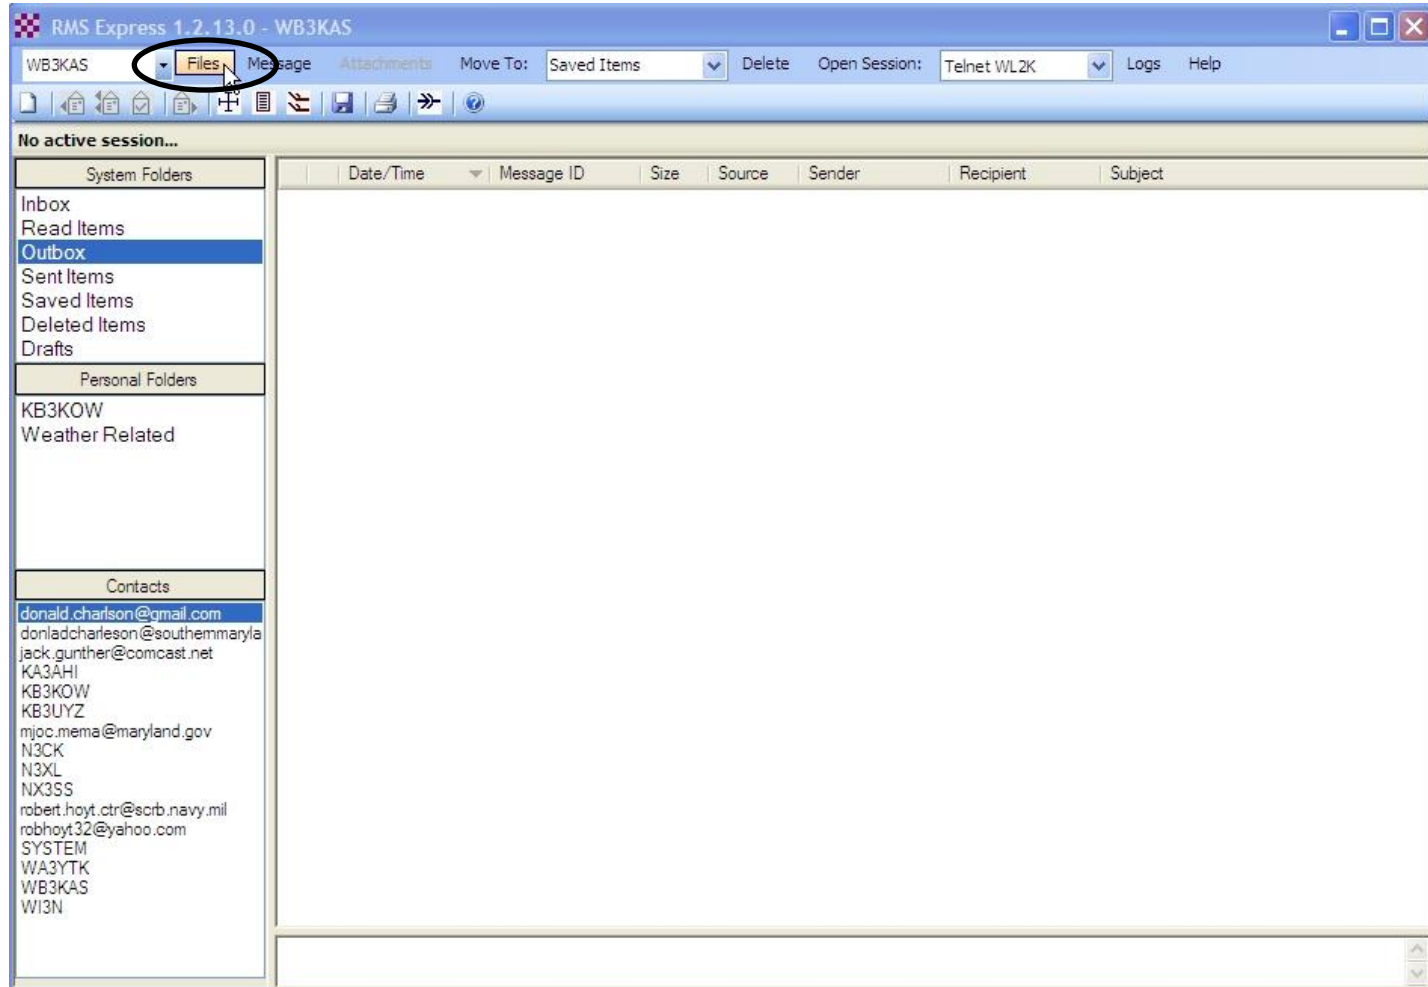 RMS Express 1.2.13.0 - WB3KAS
WB3KAS Files Message Attachments Move To: Saved Items Delete Open Session: Telnet WL2K Logs Help
No active session...
System Folders
Inbox
Read Items
Outbox
Sent Items
Saved Items
Deleted Items
Drafts
Personal Folders
KB3KOW
Weather Related
Contacts
donald.charlson@gmail.com
donladcharleson@southernmaryla
jack.gunther@comcast.net
KA3AHI
KB3KOW
KB3UYZ
mjoc.mema@maryland.gov
N3CK
N3XL
NX3SS
robert.hoyt.ctr@scrb.navy.mil
robhoyt32@yahoo.com
SYSTEM
WA3YTK
WB3KAS
WI3N
Date/Time Message ID Size Source Sender Recipient Subject